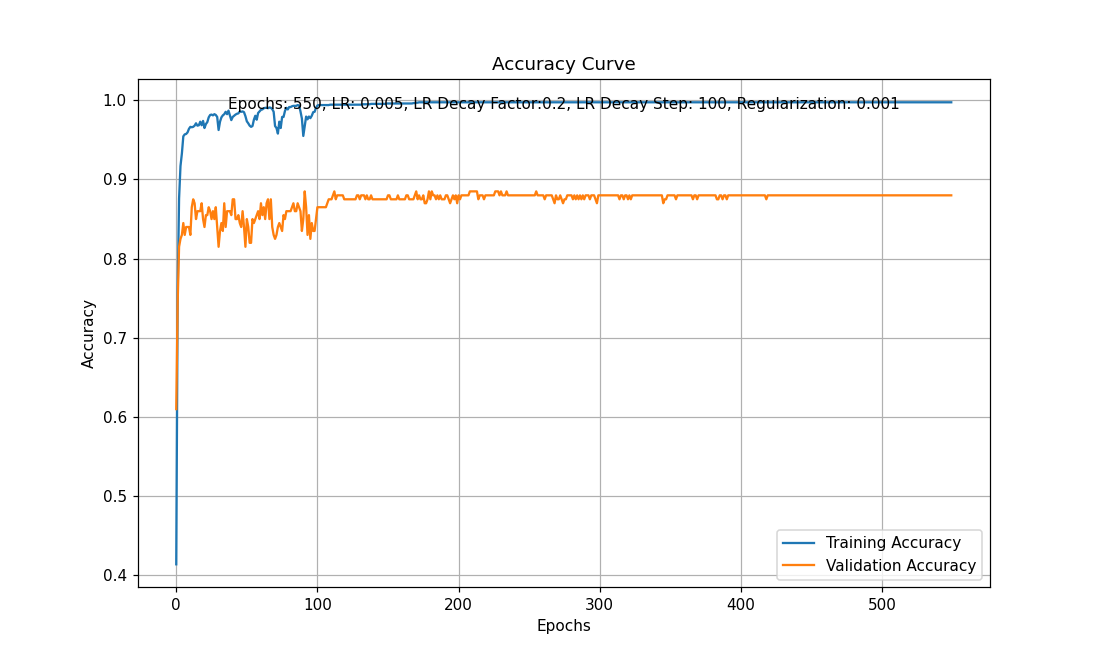 Accuracy Curve
Epochs: 550, LR: 0.005, LR Decay Factor:0.2, LR Decay Step: 100, Regularization: 0.001
1.0
0.9
0.8
0.7
0.6
0.5
0.4
Accuracy
Training Accuracy
Validation Accuracy
0 100 200 300 400 500
Epochs